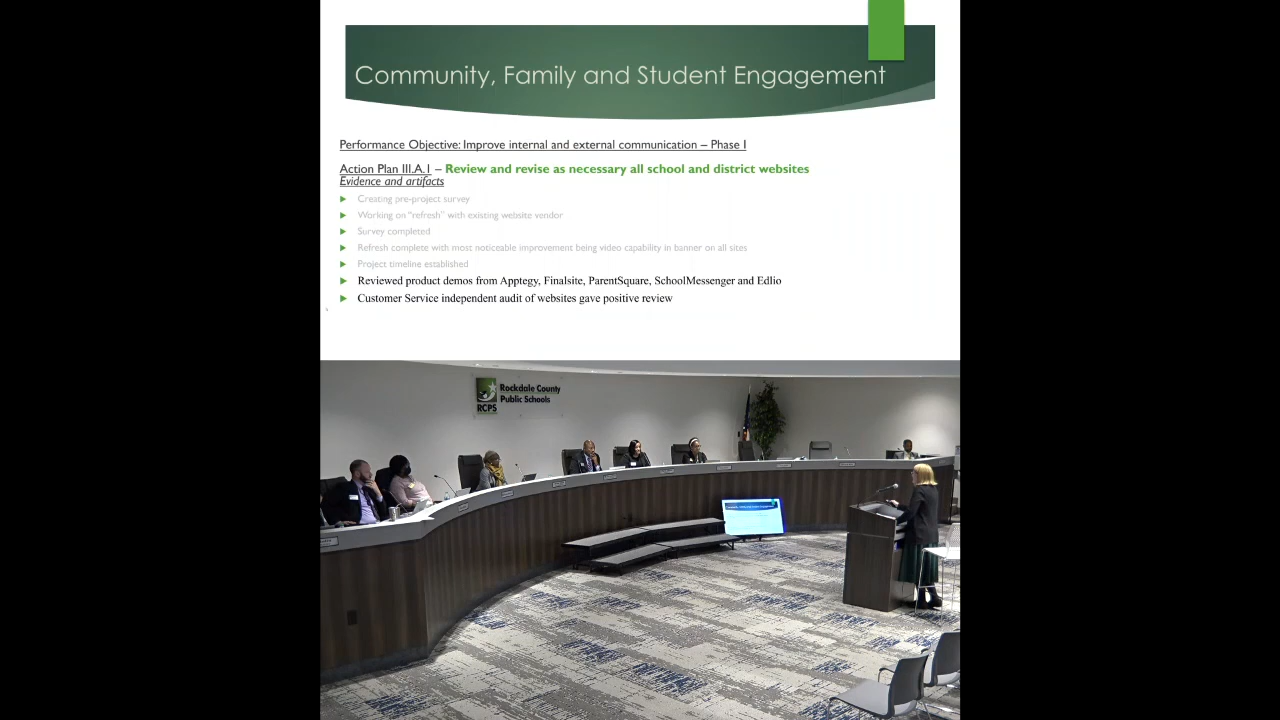 Community, Family and Student Engagement
Performance Objective: Improve internal and external communication – Phase I
Action Plan III.A.1 – Review and revise as necessary all school and district websites
Evidence and artifacts
Creating pre-project survey
Working on “refresh” with existing website vendor
Survey completed
Refresh complete with most noticeable improvement being video capability in banner on all sites
Project timeline established
Reviewed product demos from Apptegy, Finalsite, ParentSquare, SchoolMessenger and Edlio
Customer Service independent audit of websites gave positive review
Rockdale County
Public Schools
RCPS